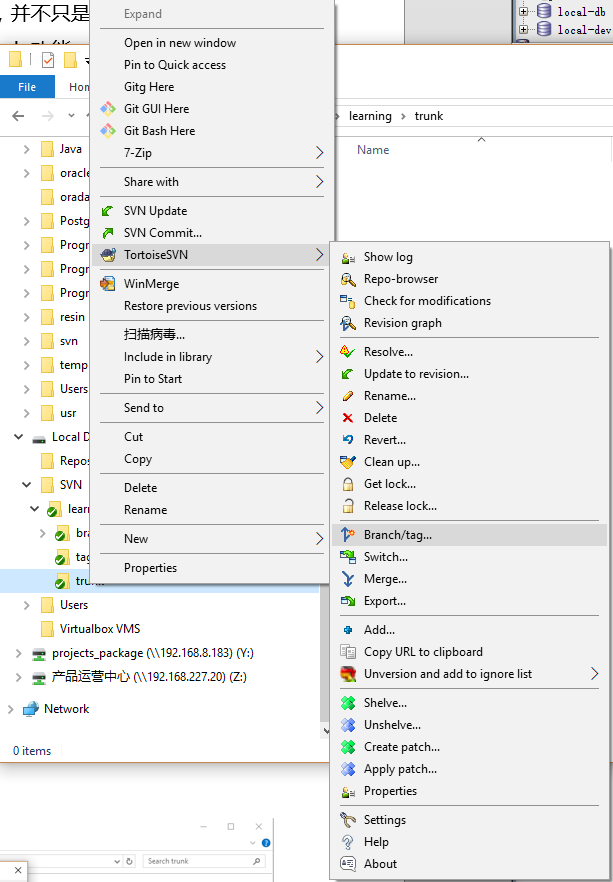 , 并不只是
local-db
local-dev
File
Hom
learning > trunk
Name
Java
oracle
orada
Postg
Progr
Progr
Progr
resin
svn
temp
Users
usr
Local D
Repos
SVN
learn
bra
tag
trunk
Users
Virtualbox VMS
projects_package (\\192.168.8.183) (Y:)
产品运营中心 (\\192.168.227.20) (Z:)
Network
0 items
Expand
Open in new window
Pin to Quick access
Gitg Here
Git GUI Here
Git Bash Here
7-Zip
Share with
SVN Update
SVN Commit...
TortoiseSVN
WinMerge
Restore previous versions
扫描病毒...
Include in library
Pin to Start
Send to
Cut
Copy
Delete
Rename
New
Properties
Show log
Repo-browser
Check for modifications
Revision graph
Resolve...
Update to revision...
Rename...
Delete
Revert...
Clean up...
Get lock...
Release lock...
Branch/tag...
Switch...
Merge...
Export...
Add...
Copy URL to clipboard
Unversion and add to ignore list
Shelve...
Unshelve...
Create patch...
Apply patch...
Properties
Settings
Help
About
Search trunk